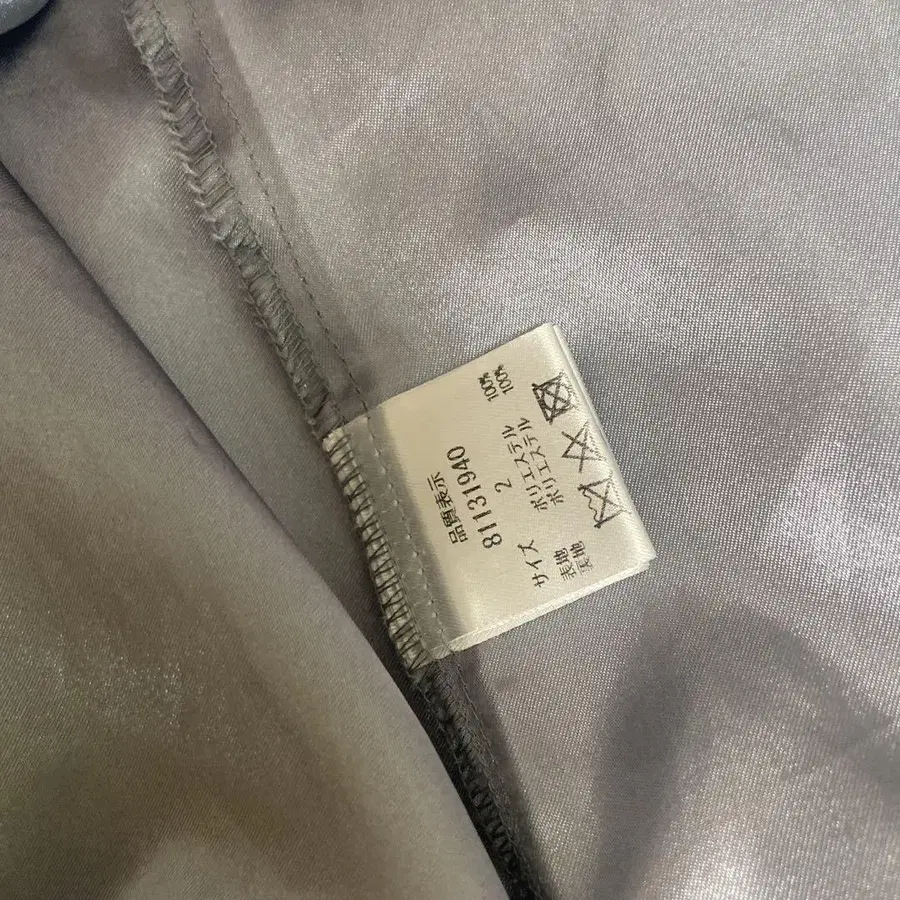 品質表示
81131940
サイズ 2
表地 ポリエステル 100%
裏地 ポリエステル 100%